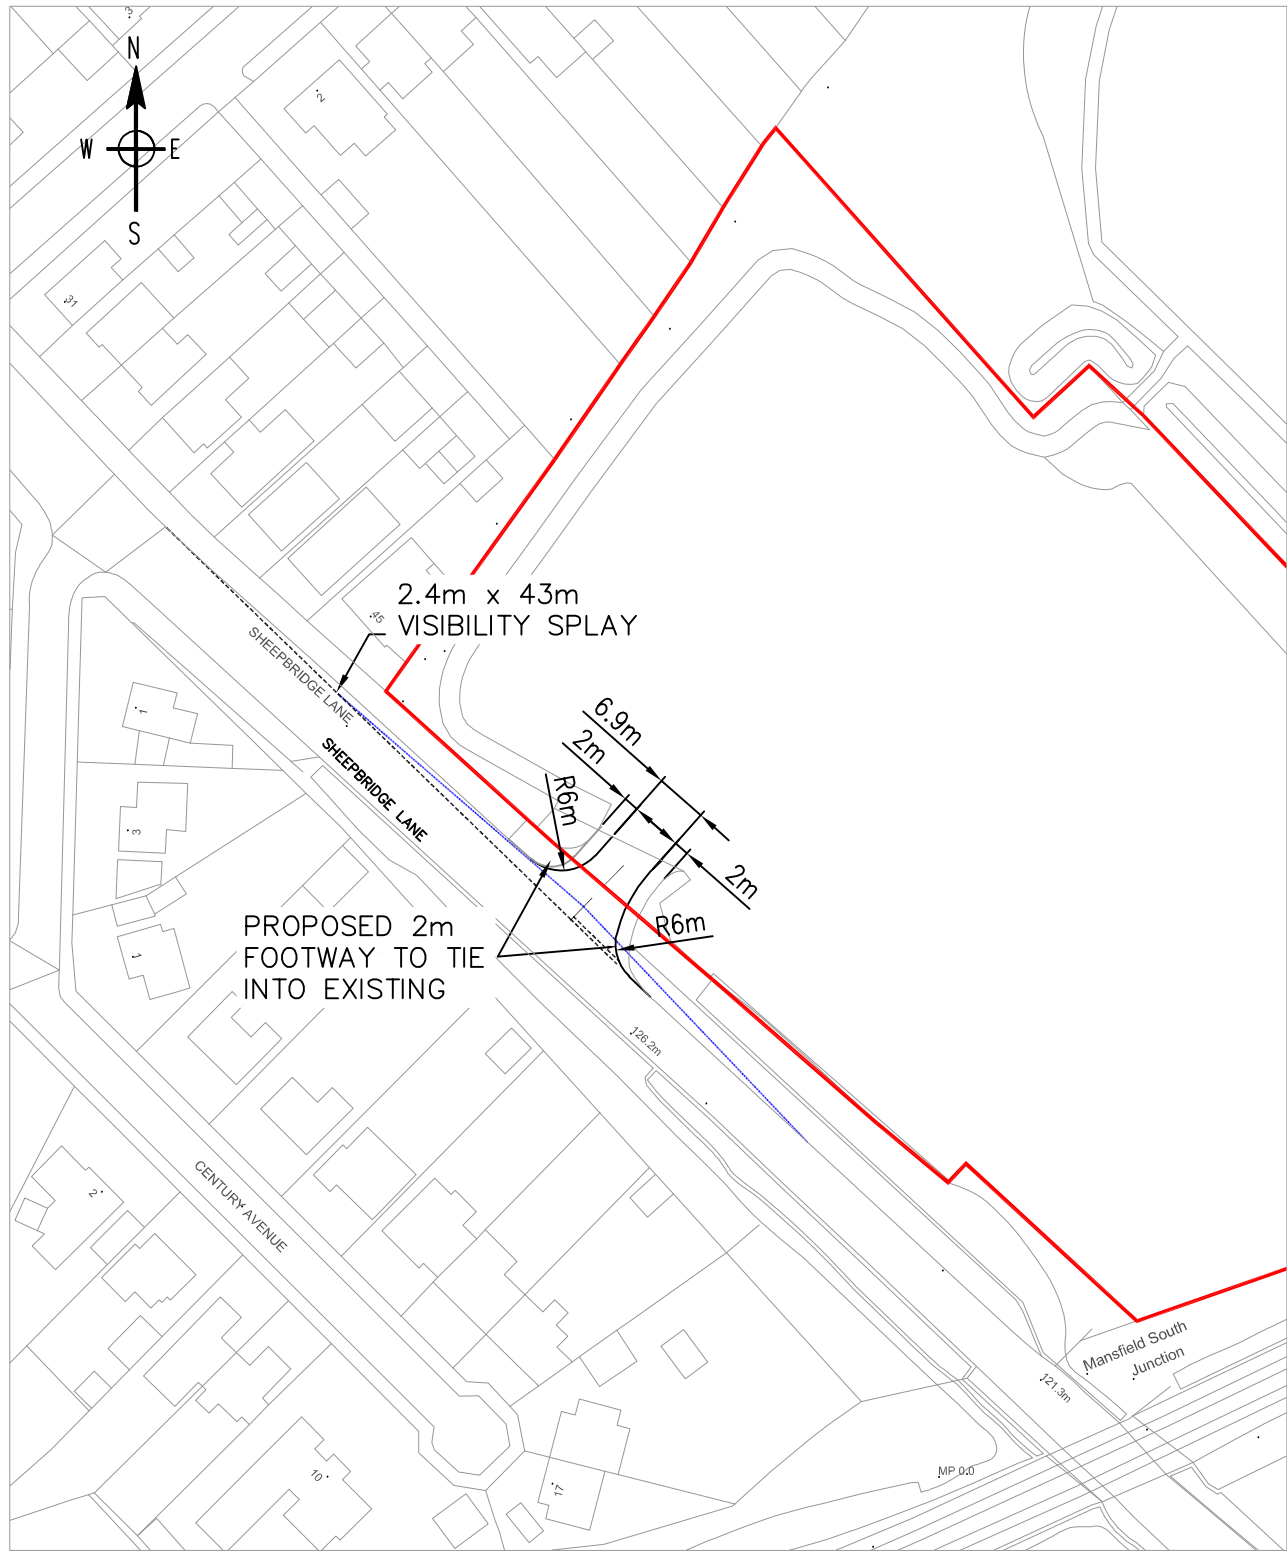 3
N
W
E
S
2
31
2.4m x 43m
VISIBILITY SPLAY
45
SHEEPBRIDGE LANE
SHEEPBRIDGE LANE
1
3
1
6.9m
2m
R6m
2m
R6m
PROPOSED 2m
FOOTWAY TO TIE
INTO EXISTING
126.2m
CENTURY AVENUE
2
10
17
Mansfield South
Junction
121.3m
MP 0.0